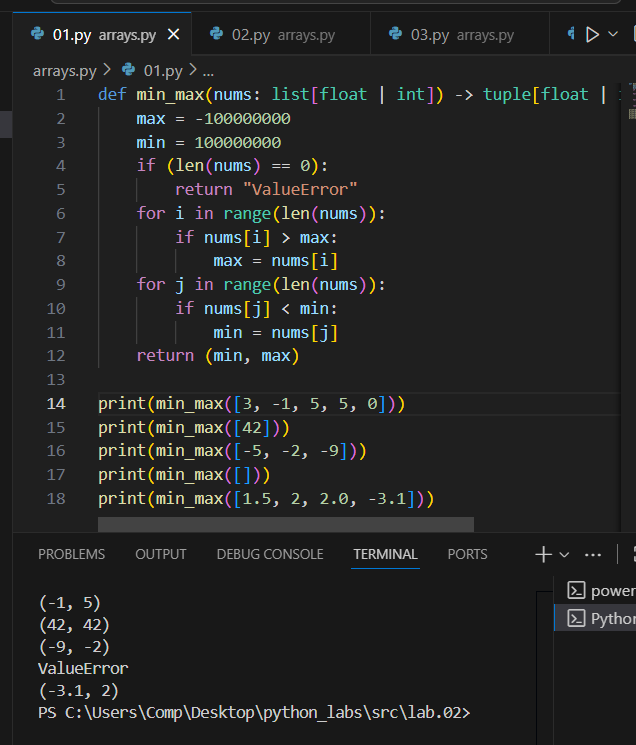 01.py arrays.py
02.py arrays.py
03.py arrays.py
arrays.py > 01.py > ...
1 def min_max(nums: list[float | int]) -> tuple[float |
2 max = -100000000
3 min = 100000000
4 if (len(nums) == 0):
5 return "ValueError"
6 for i in range(len(nums)):
7 if nums[i] > max:
8 max = nums[i]
9 for j in range(len(nums)):
10 if nums[j] < min:
11 min = nums[j]
12 return (min, max)
13
14 print(min_max([3, -1, 5, 5, 0]))
15 print(min_max([42]))
16 print(min_max([-5, -2, -9]))
17 print(min_max([]))
18 print(min_max([1.5, 2, 2.0, -3.1]))
PROBLEMS OUTPUT DEBUG CONSOLE TERMINAL PORTS
(-1, 5)
(42, 42)
(-9, -2)
ValueError
(-3.1, 2)
PS C:\Users\Comp\Desktop\python_labs\src\lab.02>
power
Python